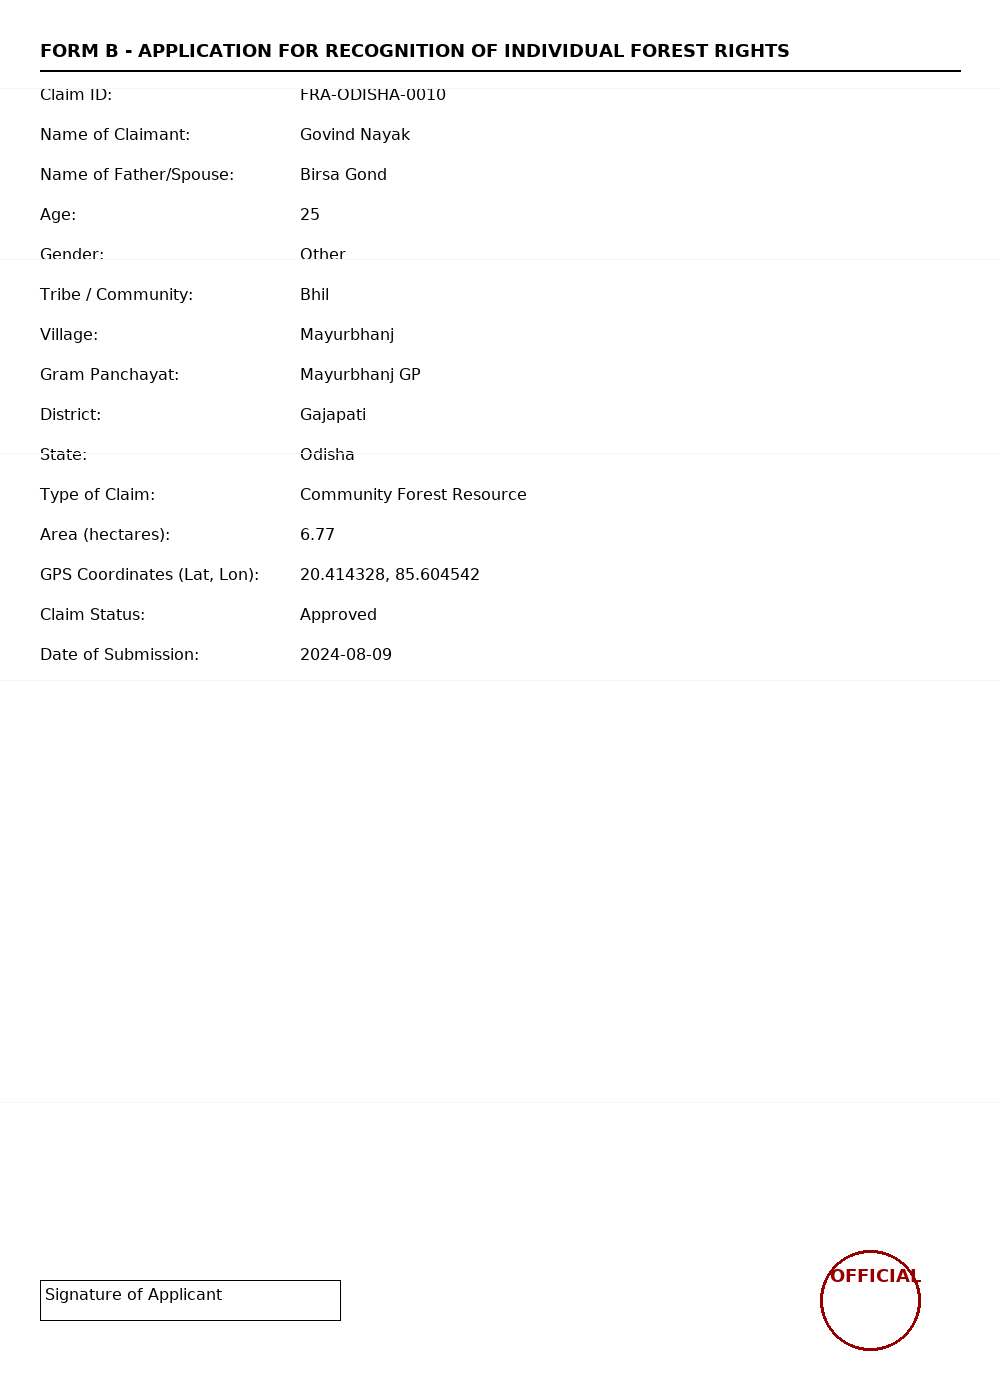 FORM B - APPLICATION FOR RECOGNITION OF INDIVIDUAL FOREST RIGHTS
Claim ID: FRA-ODISHA-0010
Name of Claimant: Govind Nayak
Name of Father/Spouse: Birsa Gond
Age: 25
Gender: Other
Tribe / Community: Bhil
Village: Mayurbhanj
Gram Panchayat: Mayurbhanj GP
District: Gajapati
State: Odisha
Type of Claim: Community Forest Resource
Area (hectares): 6.77
GPS Coordinates (Lat, Lon): 20.414328, 85.604542
Claim Status: Approved
Date of Submission: 2024-08-09
OFFICIAL
Signature of Applicant